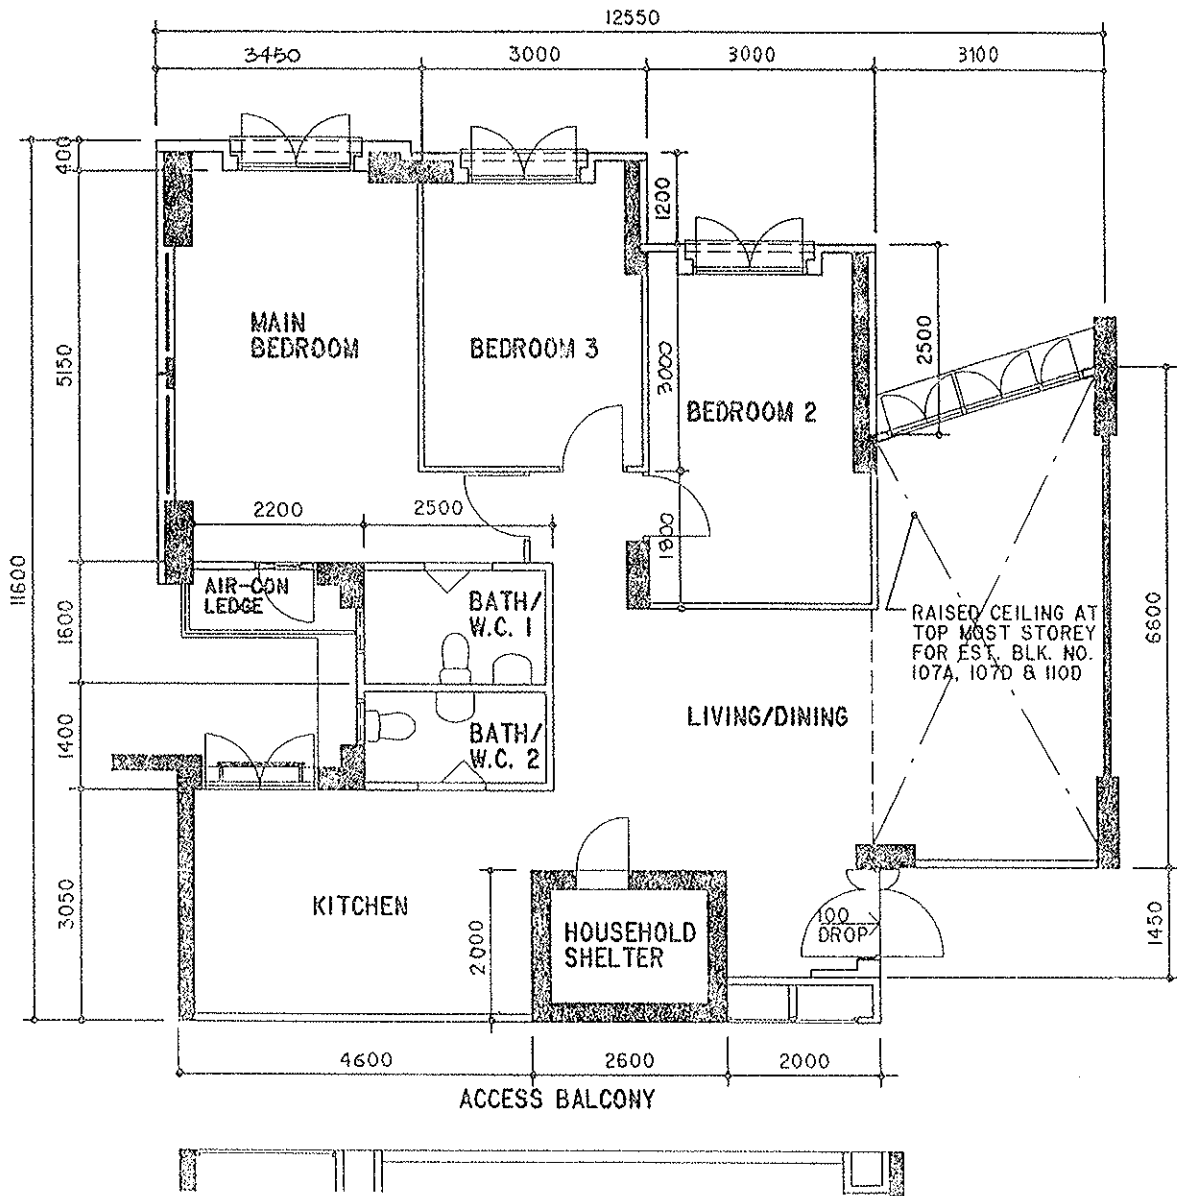 12550
3450
3000
3000
3100
400
1200
MAIN
BEDROOM
BEDROOM 3
BEDROOM 2
5150
3000
2500
2200
2500
1800
11600
AIR-CON
LEDGE
BATH/
W.C. 1
1600
RAISED CEILING AT
TOP MOST STOREY
FOR EST. BLK. NO.
107A, 107D & 110D
6600
LIVING/DINING
BATH/
W.C. 2
1400
KITCHEN
3050
2000
HOUSEHOLD
SHELTER
100
DROP
1450
4600
2600
2000
ACCESS BALCONY